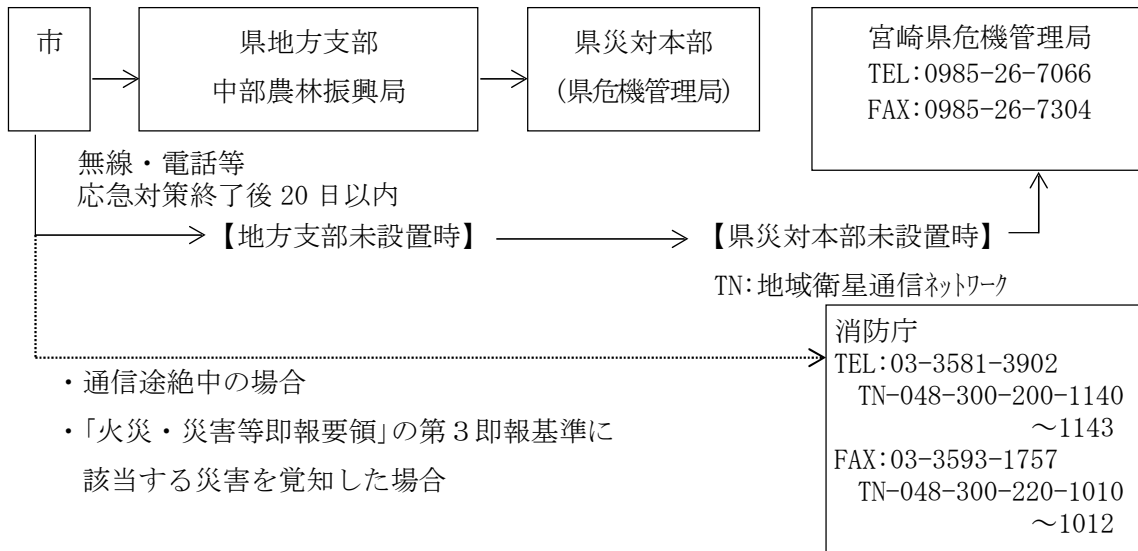 市
県地方支部
中部農林振興局
県災対本部
(県危機管理局)
宮崎県危機管理局
TEL:0985-26-7066
FAX:0985-26-7304
無線・電話等
応急対策終了後 20 日以内
【地方支部未設置時】
【県災対本部未設置時】
TN:地域衛星通信ﾈｯﾄﾜｰｸ
消防庁
TEL:03-3581-3902
TN-048-300-200-1140
～1143
FAX:03-3593-1757
TN-048-300-220-1010
～1012
・通信途絶中の場合
・「火災・災害等即報要領」の第３即報基準に
該当する災害を覚知した場合